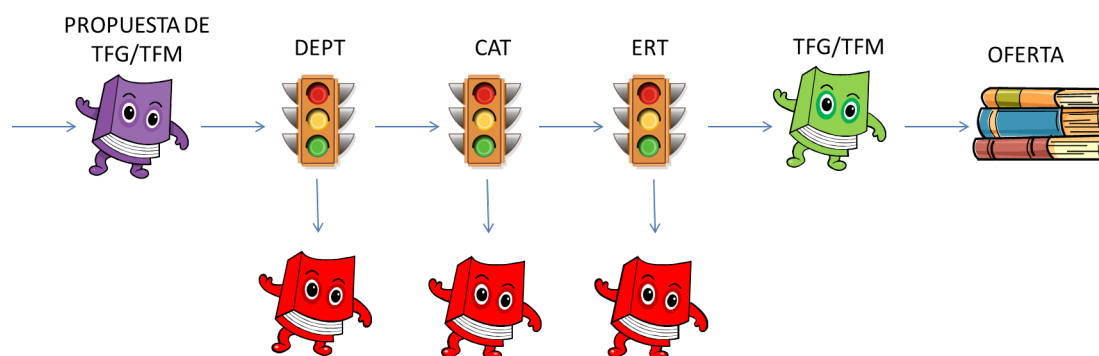 PROPUESTA DE
TFG/TFM
DEPT
CAT
ERT
TFG/TFM
OFERTA